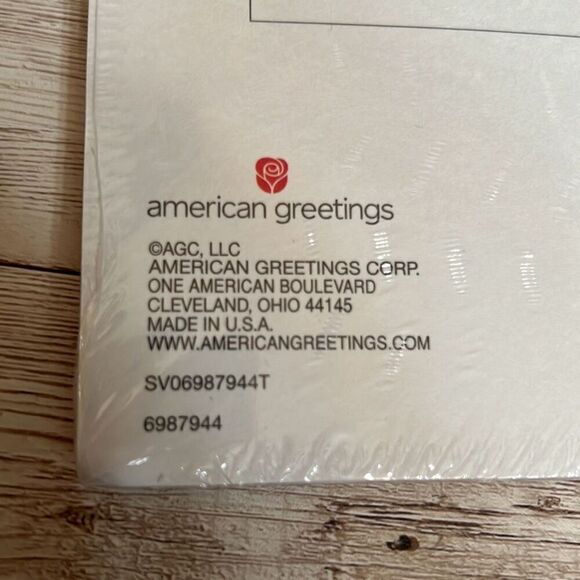 american greetings
©AGC, LLC
AMERICAN GREETINGS CORP.
ONE AMERICAN BOULEVARD
CLEVELAND, OHIO 44145
MADE IN U.S.A.
WWW.AMERICANGREETINGS.COM
SV06987944T
6987944